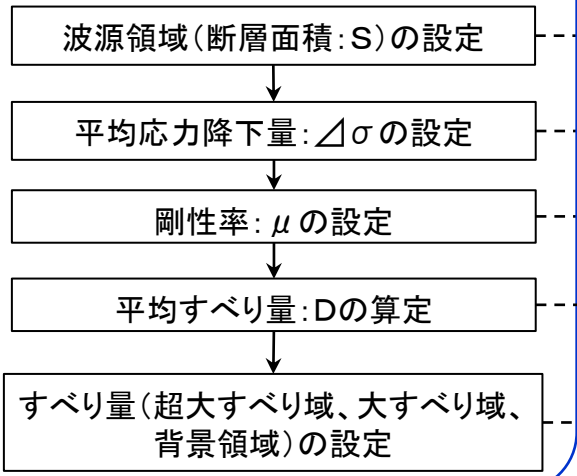 波源領域(断層面積:S)の設定
平均応力降下量:⊿σの設定
剛性率:μの設定
平均すべり量:Dの算定
すべり量(超大すべり域、大すべり域、
背景領域)の設定